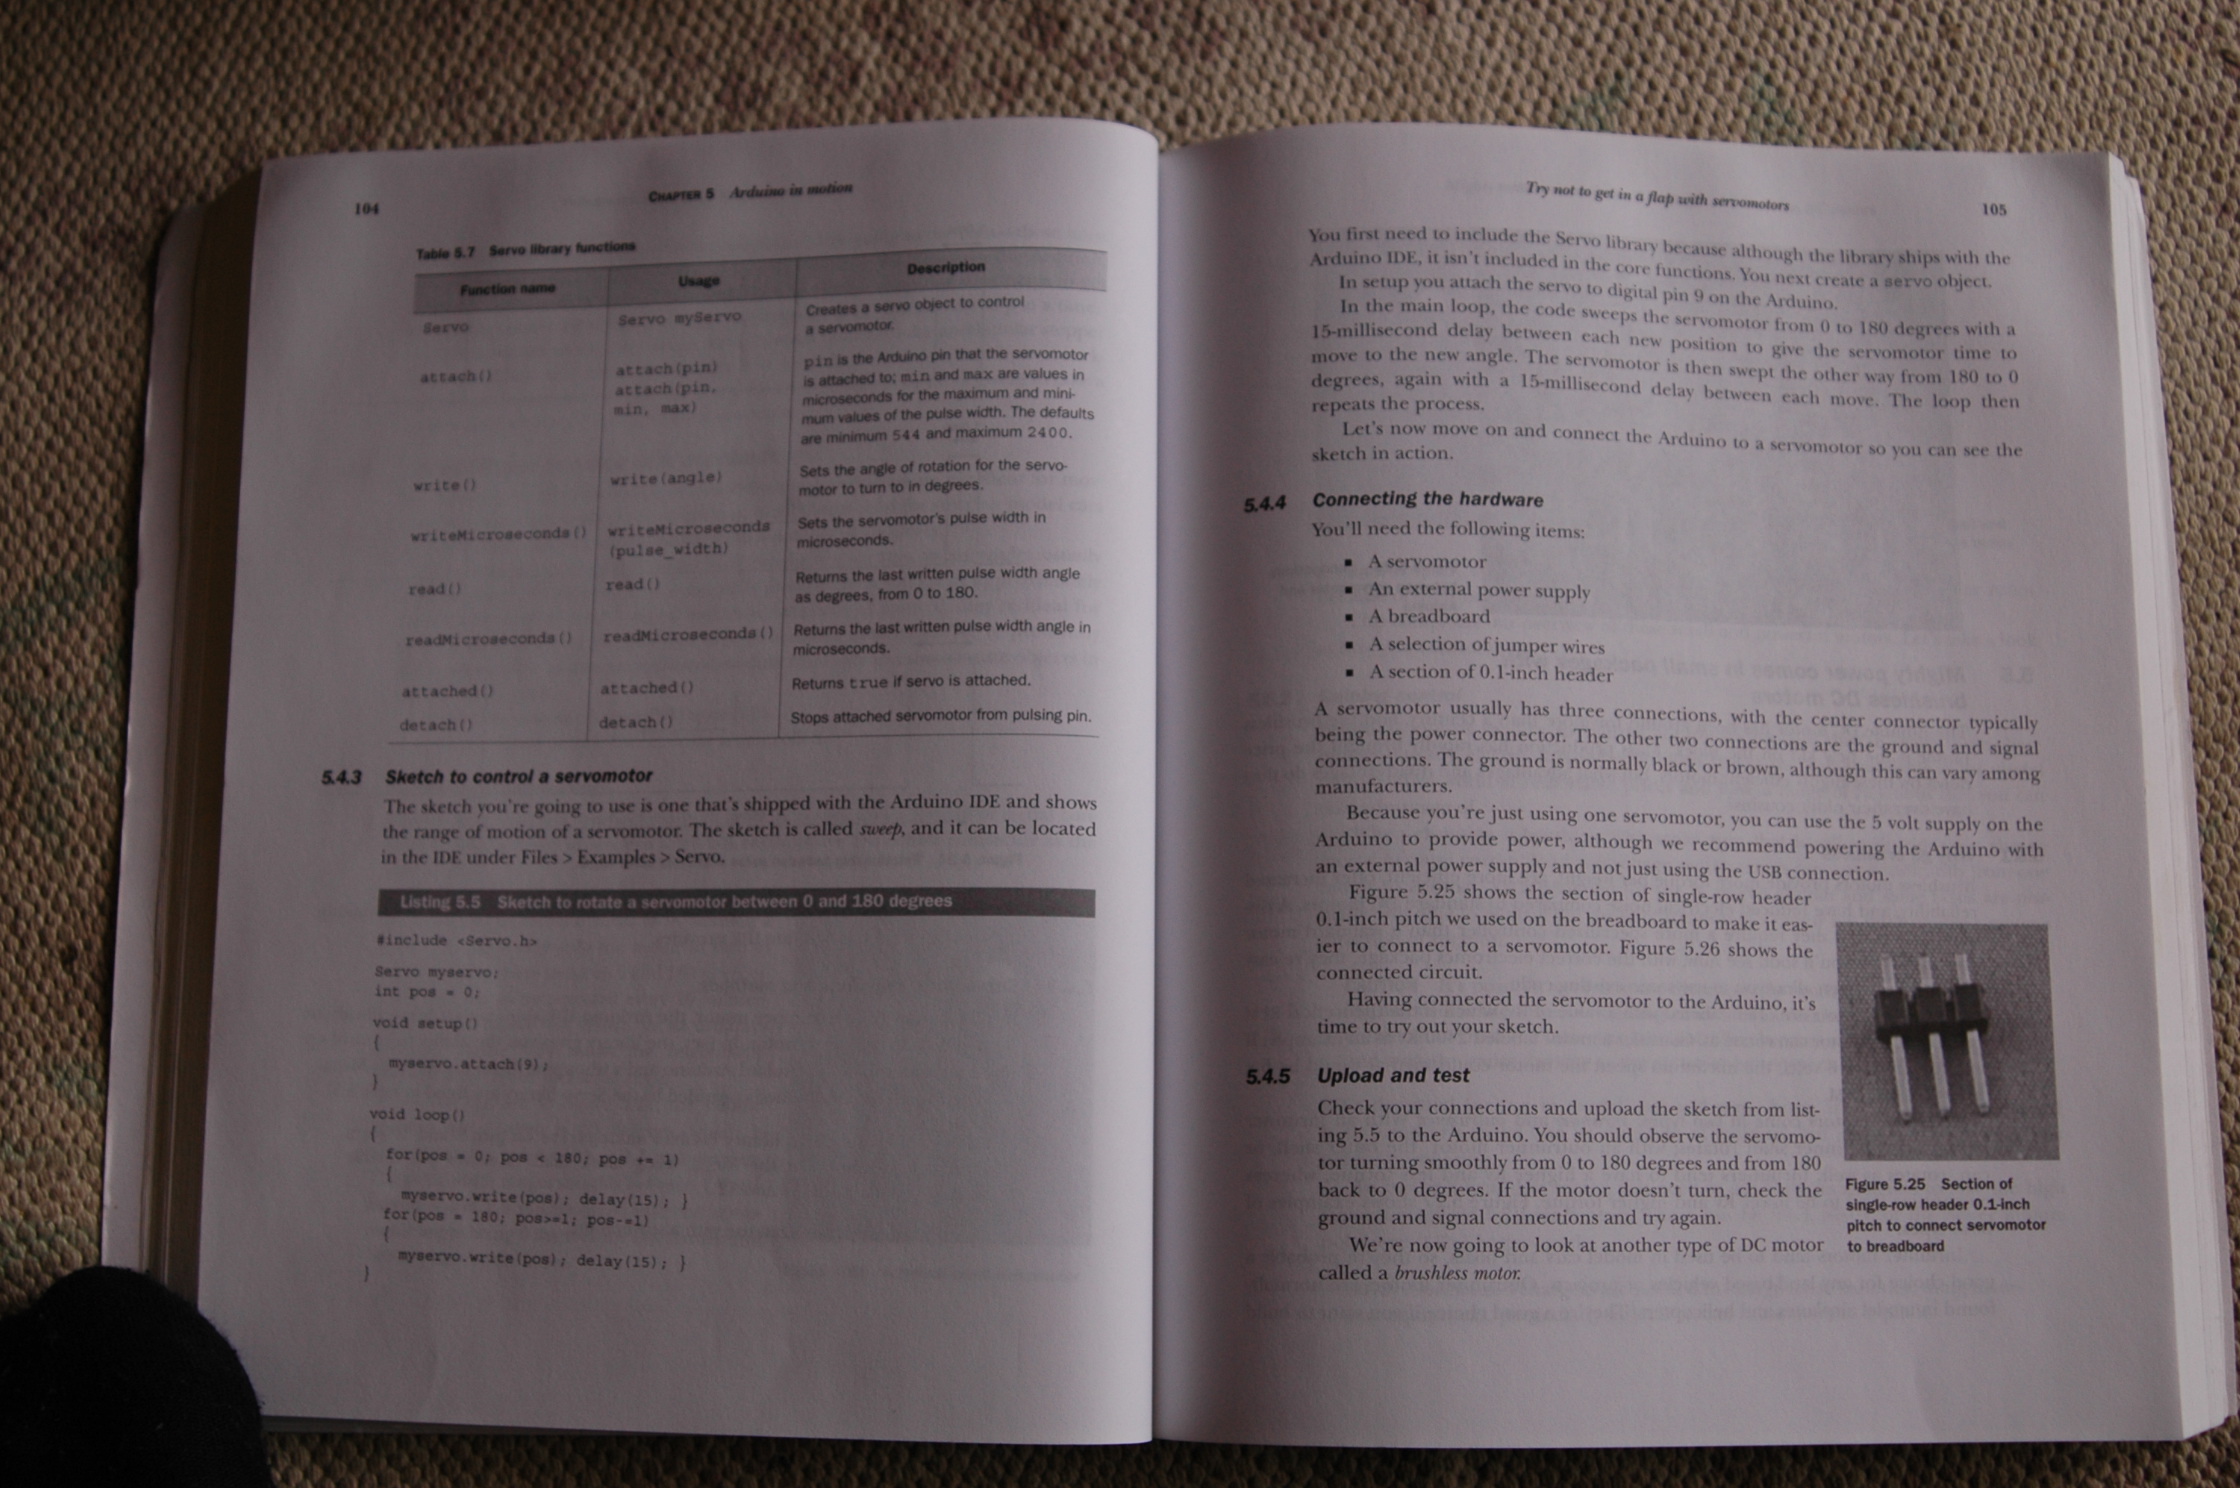 104
CHAPTER 5 Arduino in motion
Table 5.7 Servo library functions
Function name Usage Description
Servo Servo myServo Creates a servo object to control
a servomotor.
attach() attach(pin) pin is the Arduino pin that the servomotor
attach(pin, is attached to; min and max are values in
min, max) microseconds for the maximum and mini-
mum values of the pulse width. The defaults
are minimum 544 and maximum 2400.
write() write(angle) Sets the angle of rotation for the servo-
motor to turn to in degrees.
writeMicroseconds() writeMicroseconds Sets the servomotor's pulse width in
(pulse_width) microseconds.
read() read() Returns the last written pulse width angle
as degrees, from 0 to 180.
readMicroseconds() readMicroseconds() Returns the last written pulse width angle in
microseconds.
attached() attached() Returns true if servo is attached.
detach() detach() Stops attached servomotor from pulsing pin.
5.4.3 Sketch to control a servomotor
The sketch you're going to use is one that's shipped with the Arduino IDE and shows
the range of motion of a servomotor. The sketch is called sweep, and it can be located
in the IDE under Files > Examples > Servo.
Listing 5.5 Sketch to rotate a servomotor between 0 and 180 degrees
#include <Servo.h>
Servo myservo;
int pos = 0;
void setup()
{
myservo.attach(9);
}
void loop()
{
for(pos = 0; pos < 180; pos += 1)
{
myservo.write(pos); delay(15); }
for(pos = 180; pos>=1; pos-=1)
{
myservo.write(pos); delay(15); }
}
Try not to get in a flap with servomotors
105
You first need to include the Servo library because although the library ships with the
Arduino IDE, it isn't included in the core functions. You next create a servo object.
In setup you attach the servo to digital pin 9 on the Arduino.
In the main loop, the code sweeps the servomotor from 0 to 180 degrees with a
15-millisecond delay between each new position to give the servomotor time to
move to the new angle. The servomotor is then swept the other way from 180 to 0
degrees, again with a 15-millisecond delay between each move. The loop then
repeats the process.
Let's now move on and connect the Arduino to a servomotor so you can see the
sketch in action.
5.4.4 Connecting the hardware
You'll need the following items:
▪ A servomotor
▪ An external power supply
▪ A breadboard
▪ A selection of jumper wires
▪ A section of 0.1-inch header
A servomotor usually has three connections, with the center connector typically
being the power connector. The other two connections are the ground and signal
connections. The ground is normally black or brown, although this can vary among
manufacturers.
Because you're just using one servomotor, you can use the 5 volt supply on the
Arduino to provide power, although we recommend powering the Arduino with
an external power supply and not just using the USB connection.
Figure 5.25 shows the section of single-row header
0.1-inch pitch we used on the breadboard to make it eas-
ier to connect to a servomotor. Figure 5.26 shows the
connected circuit.
Having connected the servomotor to the Arduino, it's
time to try out your sketch.
5.4.5 Upload and test
Check your connections and upload the sketch from list-
ing 5.5 to the Arduino. You should observe the servomo-
tor turning smoothly from 0 to 180 degrees and from 180
back to 0 degrees. If the motor doesn't turn, check the
ground and signal connections and try again.
We're now going to look at another type of DC motor
called a brushless motor.
Figure 5.25 Section of
single-row header 0.1-inch
pitch to connect servomotor
to breadboard